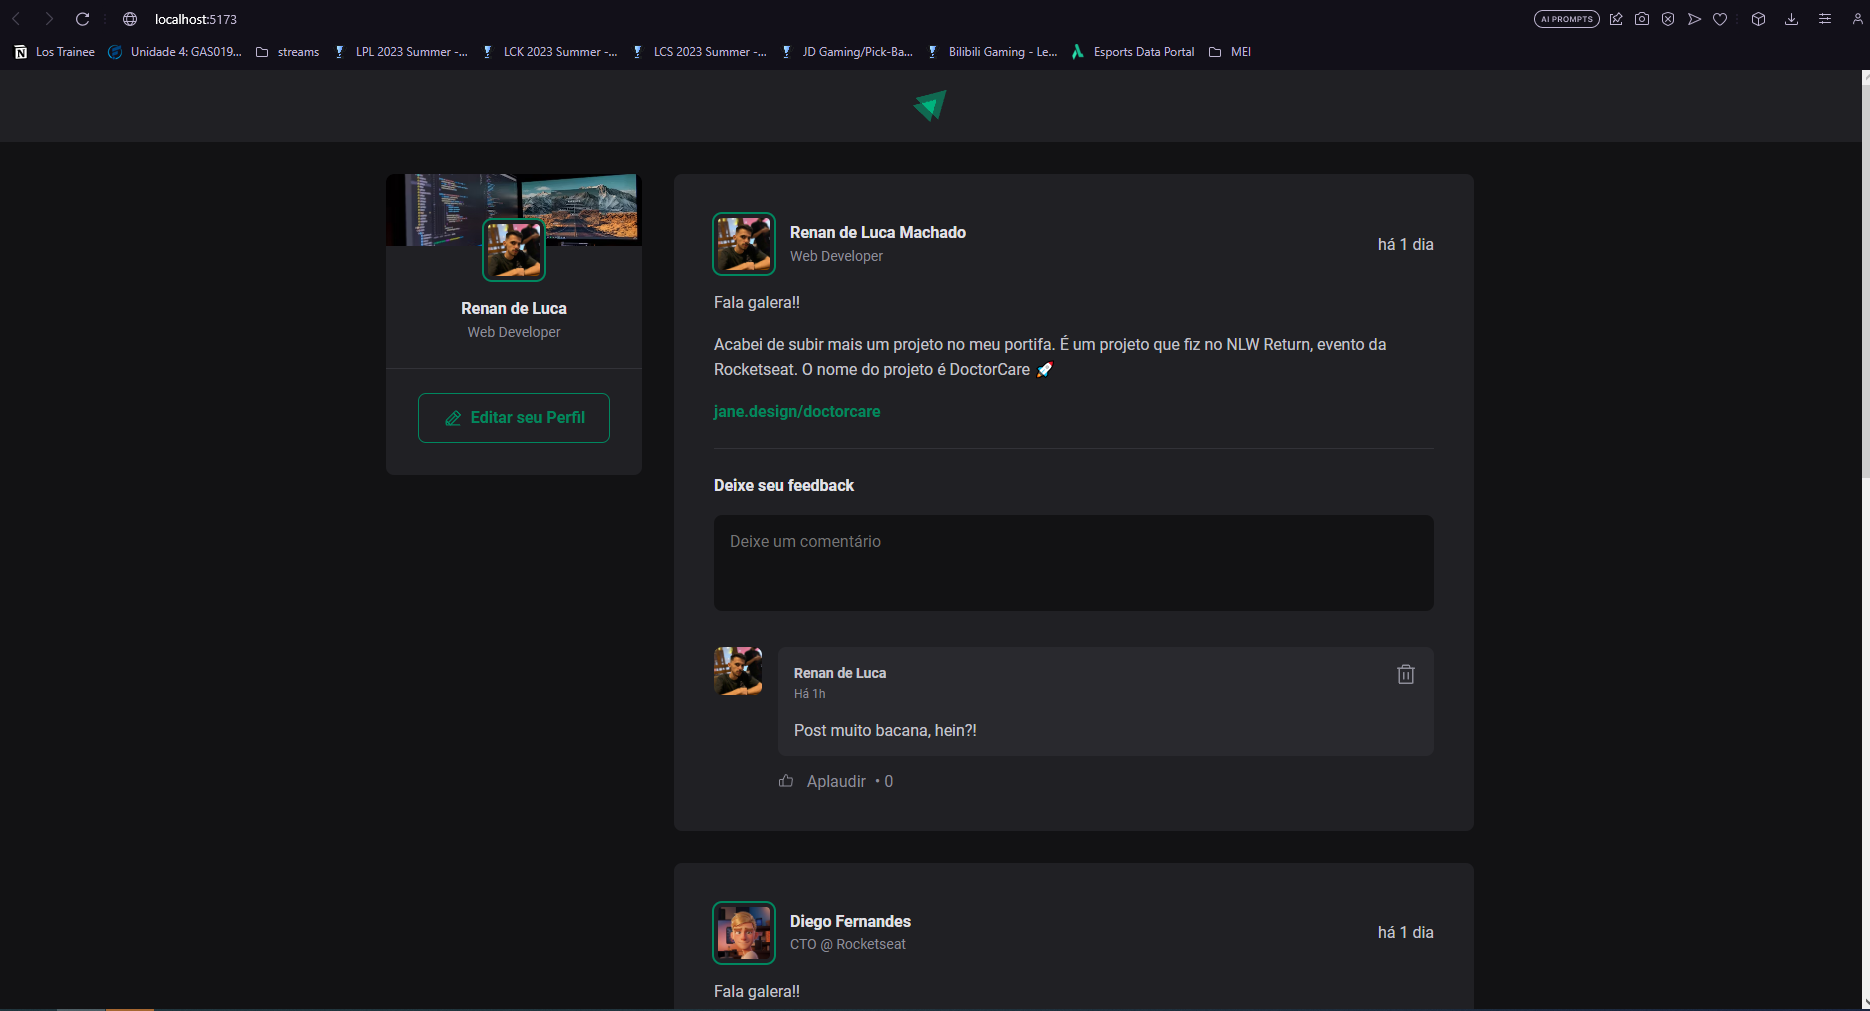 localhost:5173
AI PROMPTS
Los Trainee
Unidade 4: GAS019...
streams
LPL 2023 Summer -...
LCK 2023 Summer -...
LCS 2023 Summer -...
JD Gaming/Pick-Ba...
Bilibili Gaming - Le...
Esports Data Portal
MEI
Renan de Luca
Web Developer
Editar seu Perfil
Renan de Luca Machado
Web Developer
há 1 dia
Fala galera!!
Acabei de subir mais um projeto no meu portifa. É um projeto que fiz no NLW Return, evento da
Rocketseat. O nome do projeto é DoctorCare 🚀
jane.design/doctorcare
Deixe seu feedback
Deixe um comentário
Renan de Luca
Há 1h
Post muito bacana, hein?!
Aplaudir • 0
Diego Fernandes
CTO @ Rocketseat
há 1 dia
Fala galera!!